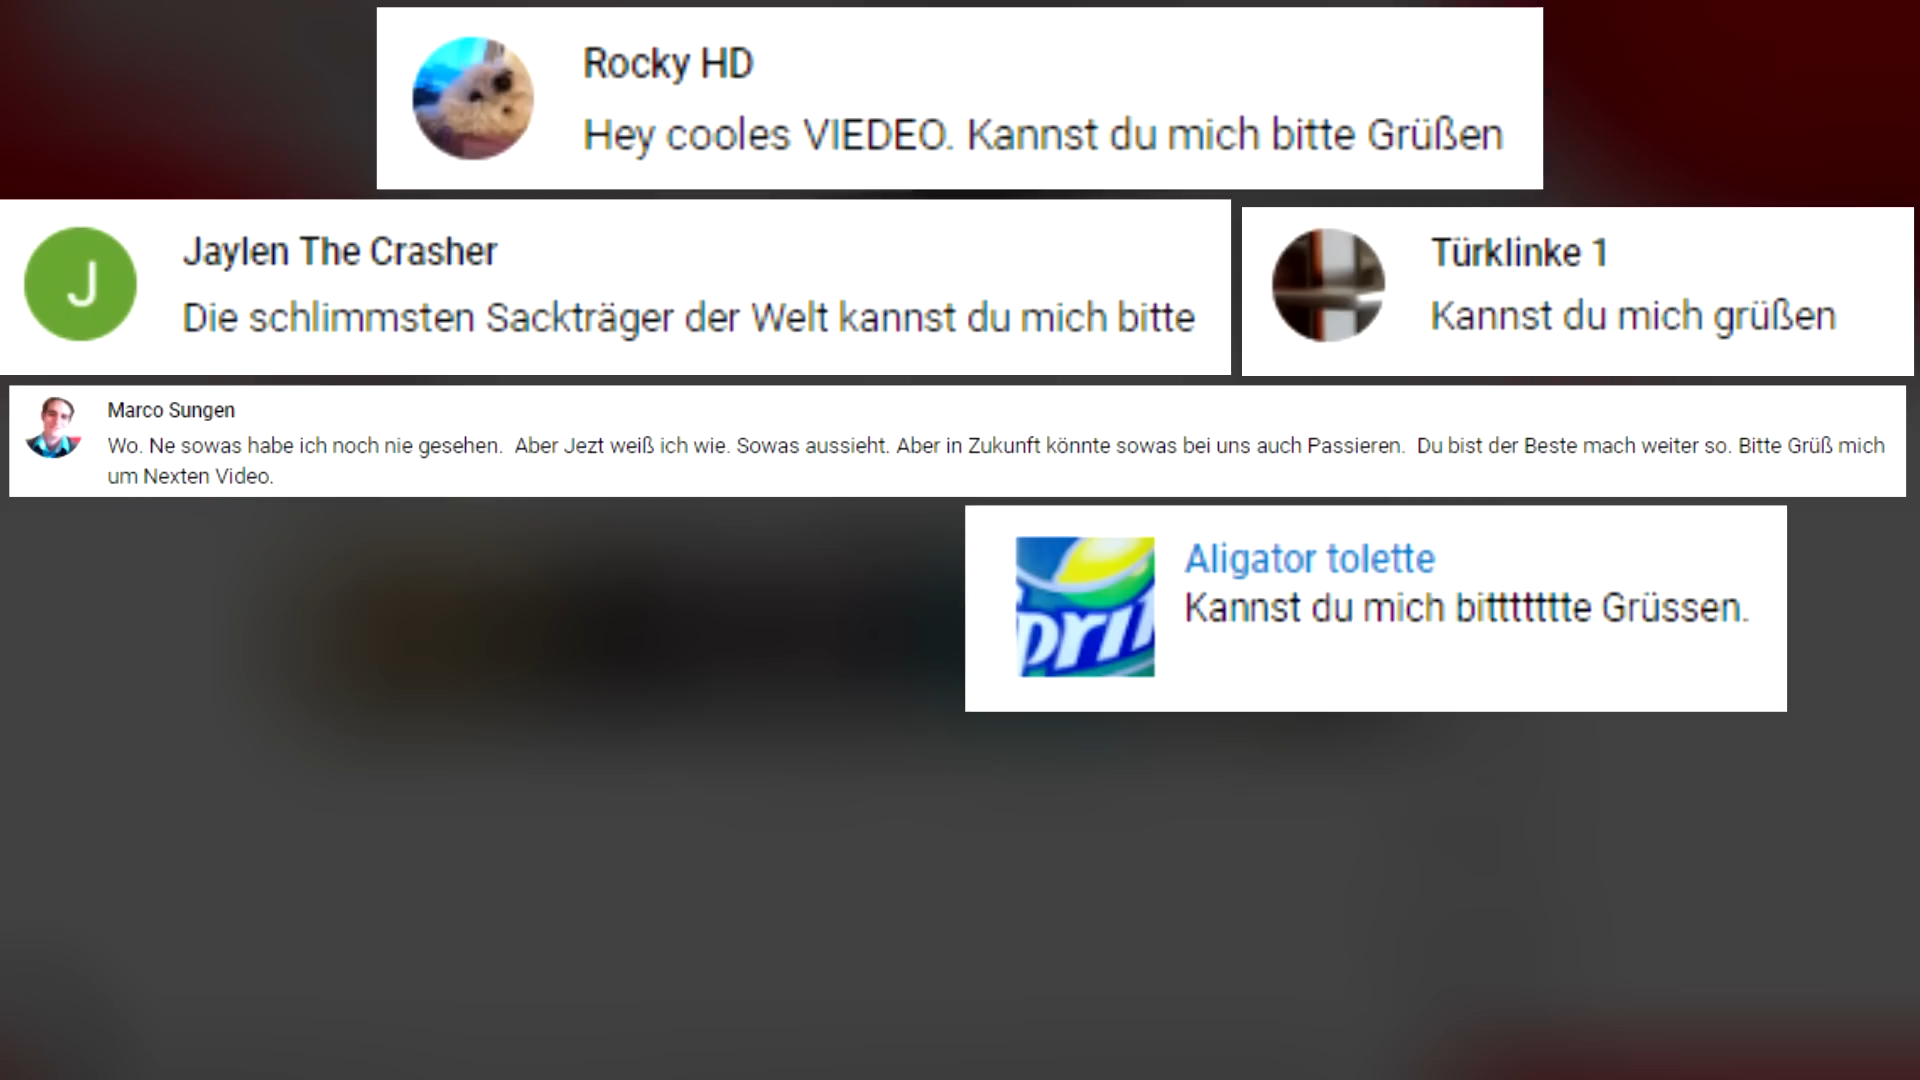 Rocky HD
Hey cooles VIEDEO. Kannst du mich bitte Grüßen
Jaylen The Crasher
Die schlimmsten Sackträger der Welt kannst du mich bitte
J
Türklinke 1
Kannst du mich grüßen
Marco Sungen
Wo. Ne sowas habe ich noch nie gesehen. Aber Jezt weiß ich wie. Sowas aussieht. Aber in Zukunft könnte sowas bei uns auch Passieren. Du bist der Beste mach weiter so. Bitte Grüß mich
um Nexten Video.
Aligator tolette
Kannst du mich bitttttttte Grüssen.